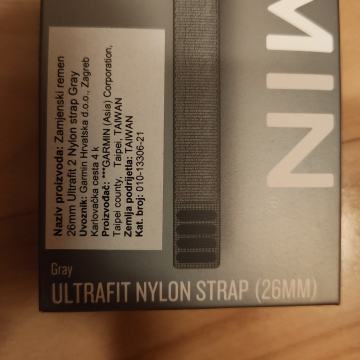 Naziv proizvoda: Zamjenski remen
26mm Ultrafit 2 Nylon strap Gray
Uvoznik: Garmin Hrvatska d.o.o., Zagreb
Karlovačka cesta 4 k
Proizvođač: ***GARMIN (Asia) Corporation,
Taipei county, Taipei, TAIWAN
Zemlja podrijetla: TAIWAN
Kat. broj: 010-13306-21
MIN
Gray
ULTRAFIT NYLON STRAP (26MM)